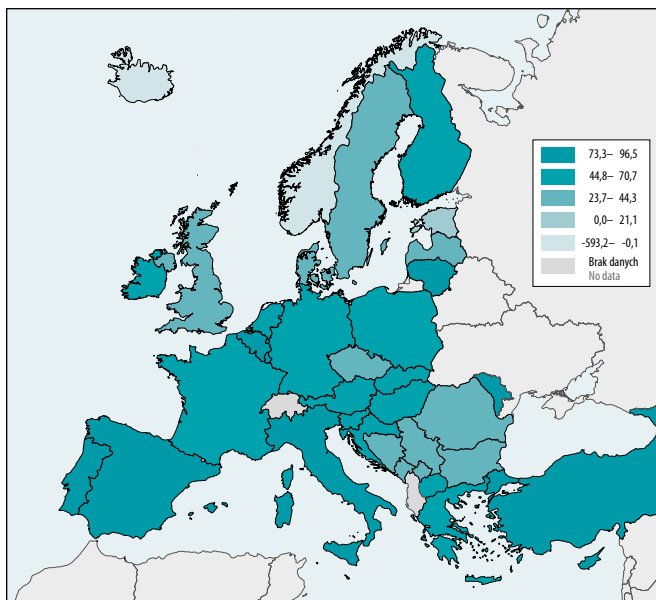 73,3– 96,5
44,8– 70,7
23,7– 44,3
0,0– 21,1
-593,2– -0,1
Brak danych
No data